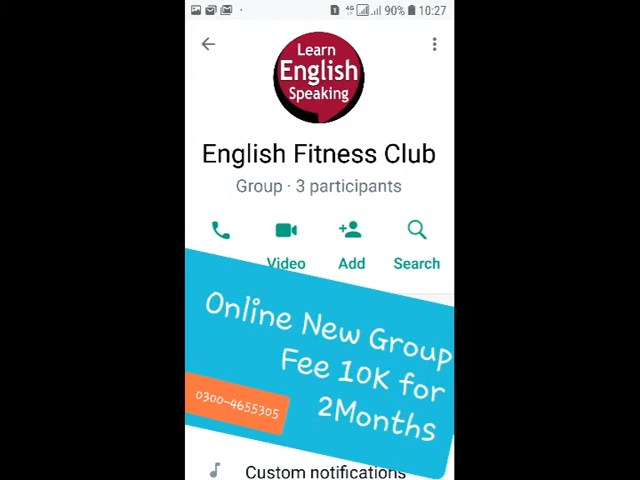 90% 10:27
Learn
English
Speaking
English Fitness Club
Group · 3 participants
Video Add Search
Online New Group
Fee 10K for
2Months
0300-4655305
Custom notifications